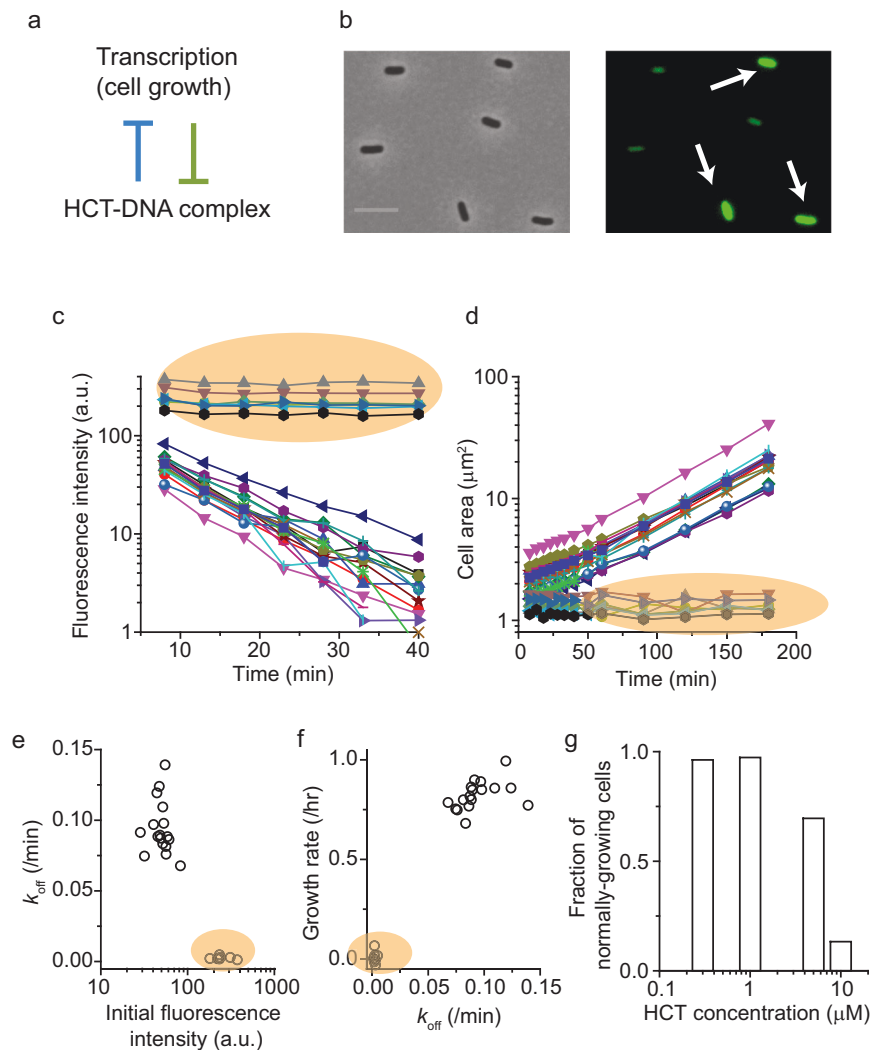 a
Transcription
(cell growth)
HCT-DNA complex
b
c
Fluorescence intensity (a.u.)
100
10
1
10
20
30
40
Time (min)
d
Cell area (μm²)
100
10
1
0
50
100
150
200
Time (min)
e
k_off (/min)
0.15
0.10
0.05
0.00
10
100
1000
Initial fluorescence
intensity (a.u.)
f
Growth rate (/hr)
1.0
0.5
0.0
0.00
0.05
0.10
0.15
k_off (/min)
g
Fraction of
normally-growing cells
1.0
0.5
0.0
0.1
1
10
HCT concentration (μM)